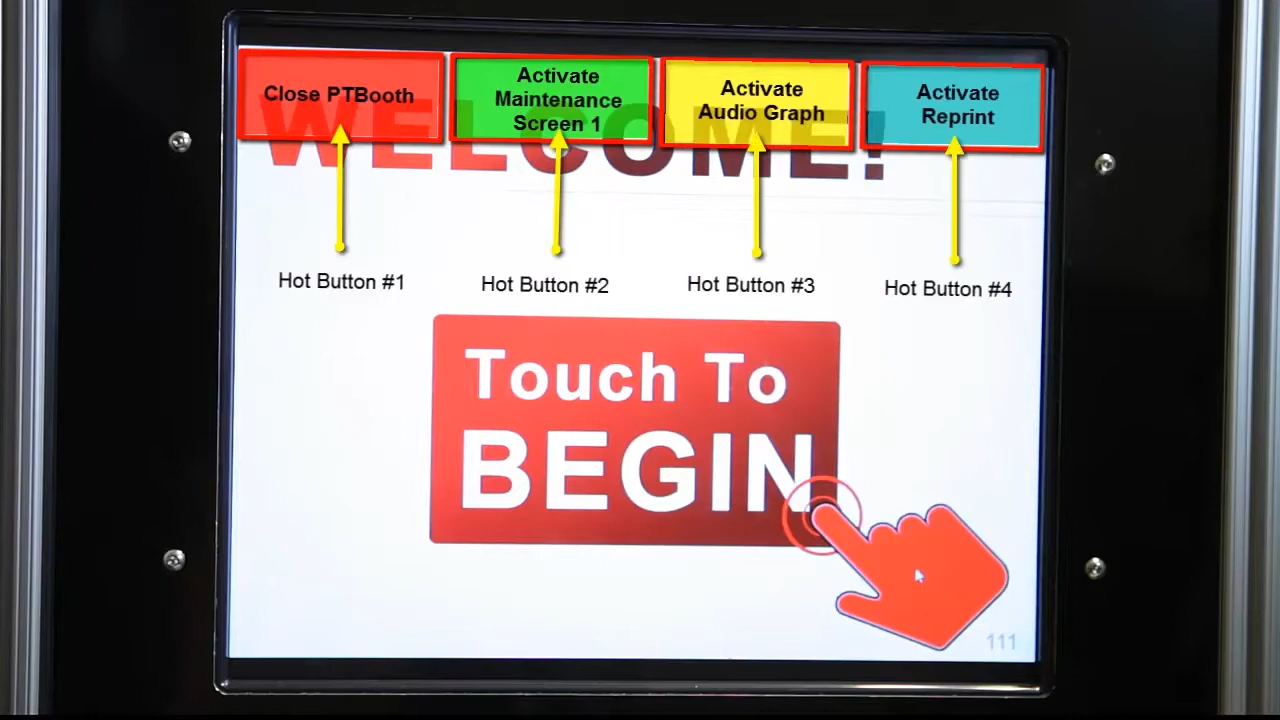 Close PTBooth
Activate
Maintenance
Screen 1
Activate
Audio Graph
Activate
Reprint
WELCOME!
Hot Button #1
Hot Button #2
Hot Button #3
Hot Button #4
Touch To
BEGIN
111